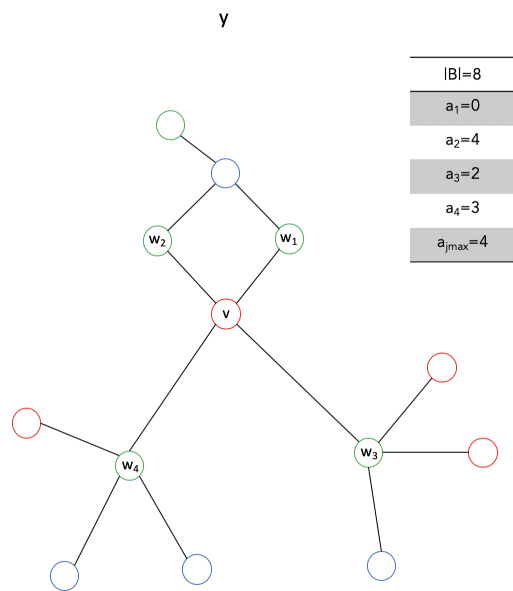 y
|B|=8
a₁=0
a₂=4
a₃=2
a₄=3
aⱼₘₐₓ=4
w₂
w₁
v
w₄
w₃